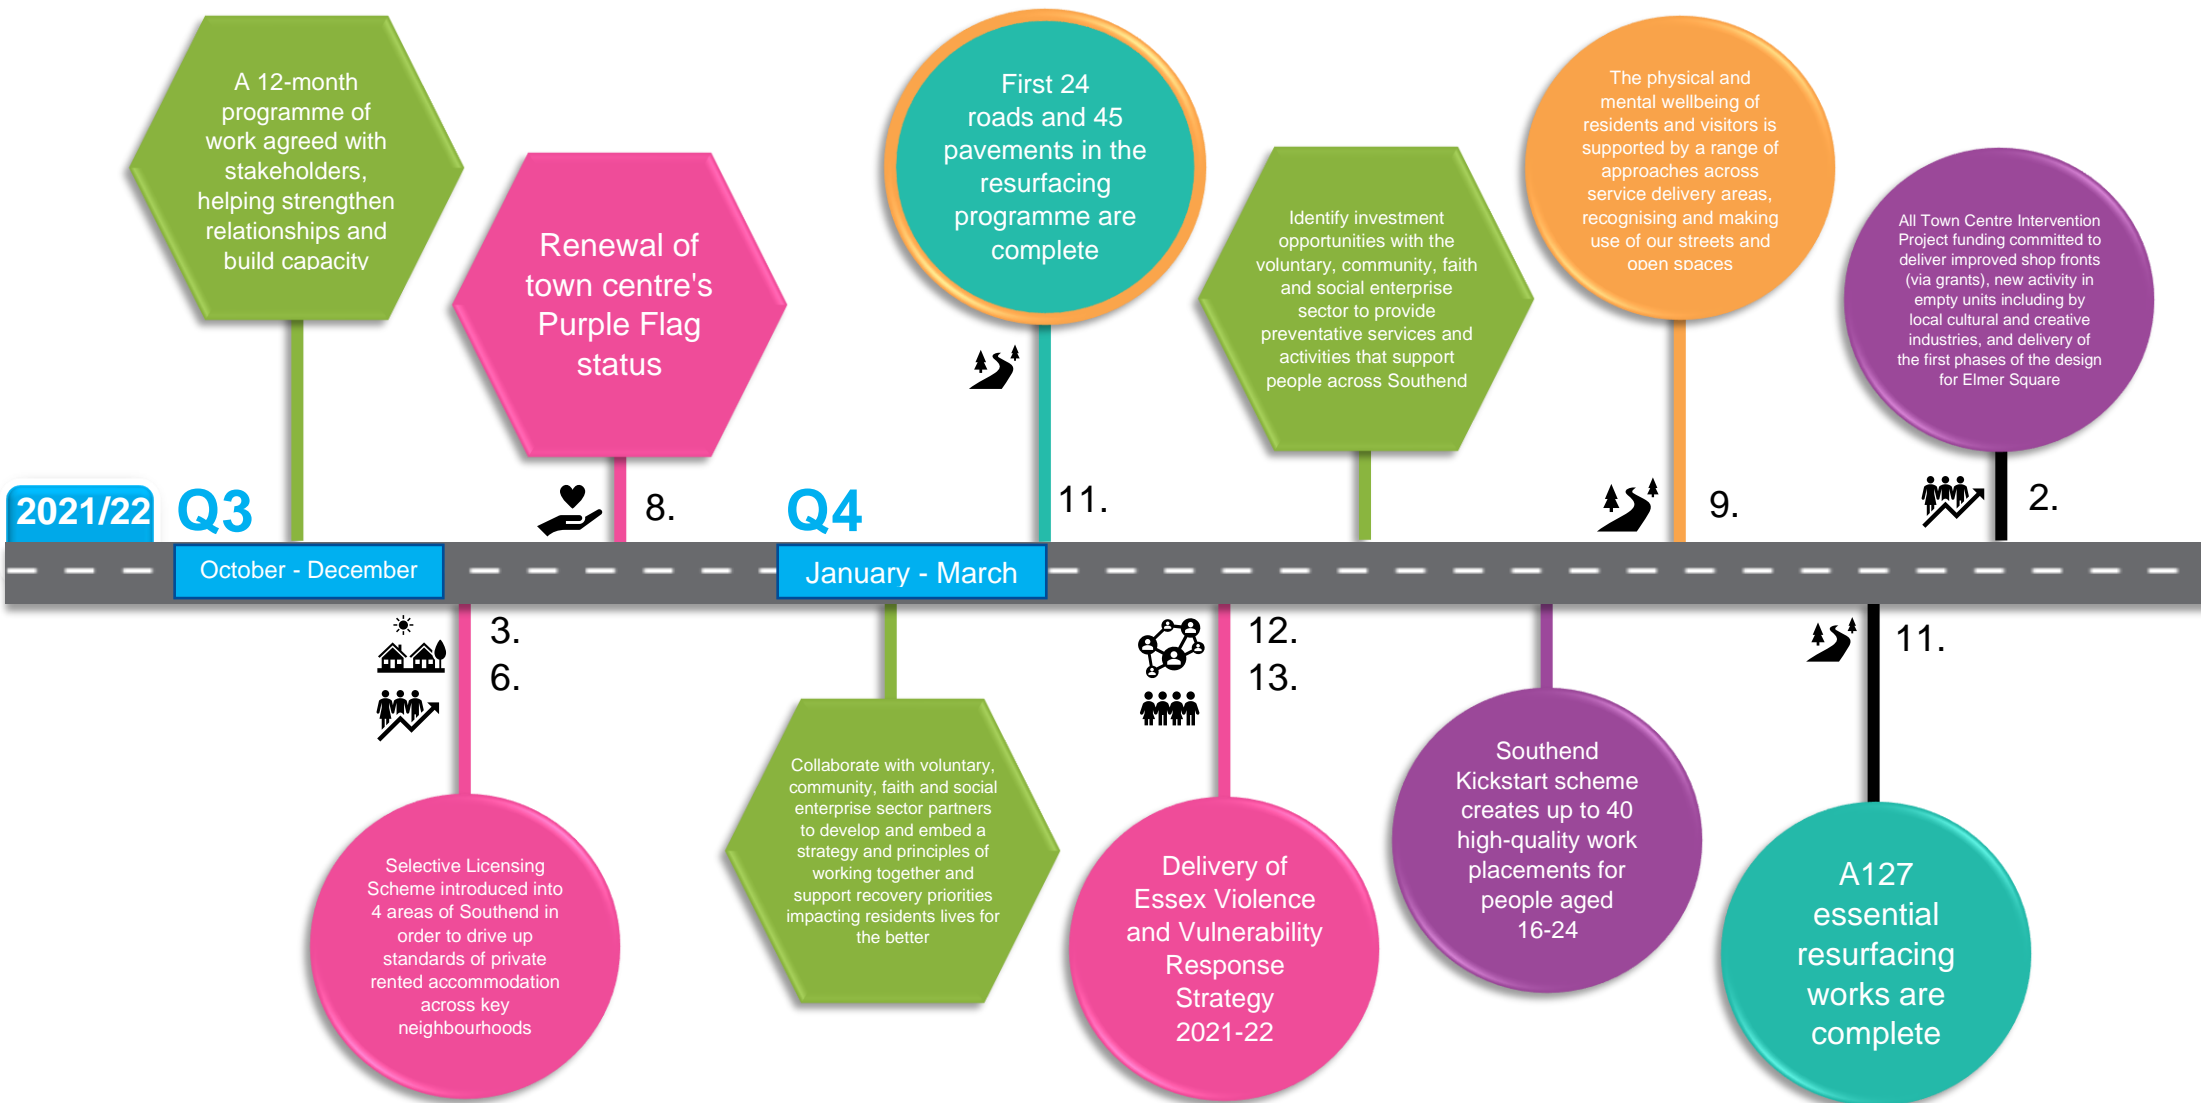 A 12-month
programme of
work agreed with
stakeholders,
helping strengthen
relationships and
build capacity
Renewal of
town centre's
Purple Flag
status
First 24
roads and 45
pavements in the
resurfacing
programme are
complete
Identify investment
opportunities with the
voluntary, community, faith
and social enterprise
sector to provide
preventative services and
activities that support
people across Southend
The physical and
mental wellbeing of
residents and visitors is
supported by a range of
approaches across
service delivery areas,
recognising and making
use of our streets and
open spaces
All Town Centre Intervention
Project funding committed to
deliver improved shop fronts
(via grants), new activity in
empty units including by
local cultural and creative
industries, and delivery of
the first phases of the design
for Elmer Square
2021/22
Q3
8.
Q4
11.
9.
2.
October - December
January - March
3.
6.
12.
13.
11.
Selective Licensing
Scheme introduced into
4 areas of Southend in
order to drive up
standards of private
rented accommodation
across key
neighbourhoods
Collaborate with voluntary,
community, faith and social
enterprise sector partners
to develop and embed a
strategy and principles of
working together and
support recovery priorities
impacting residents lives for
the better
Delivery of
Essex Violence
and Vulnerability
Response
Strategy
2021-22
Southend
Kickstart scheme
creates up to 40
high-quality work
placements for
people aged
16-24
A127
essential
resurfacing
works are
complete